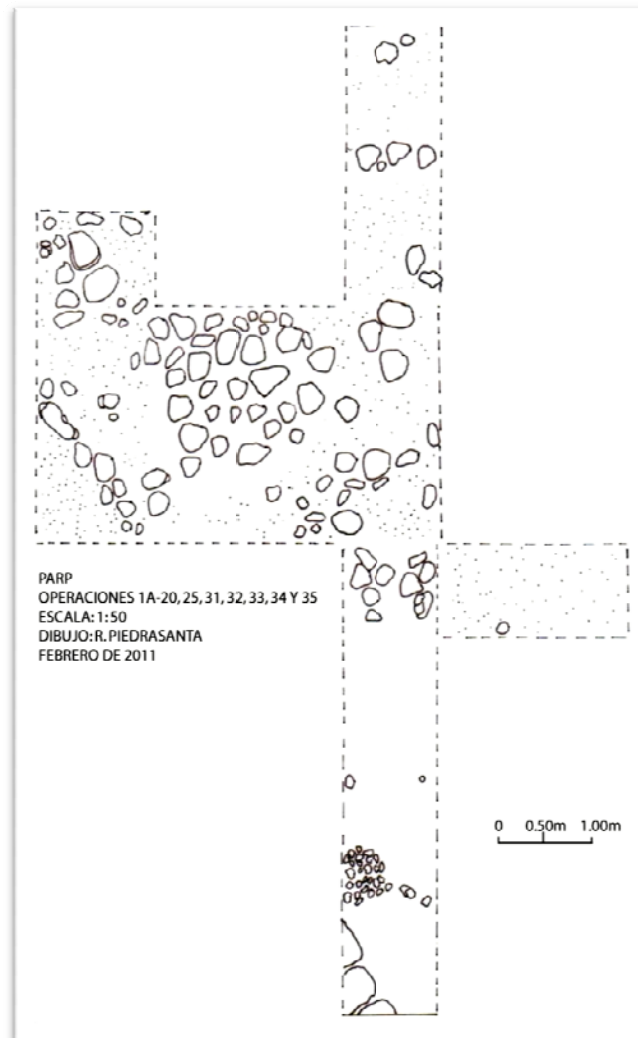 PARP
OPERACIONES 1A-20, 25, 31, 32, 33, 34 Y 35
ESCALA: 1:50
DIBUJO: R. PIEDRASANTA
FEBRERO DE 2011
0 0.50m 1.00m